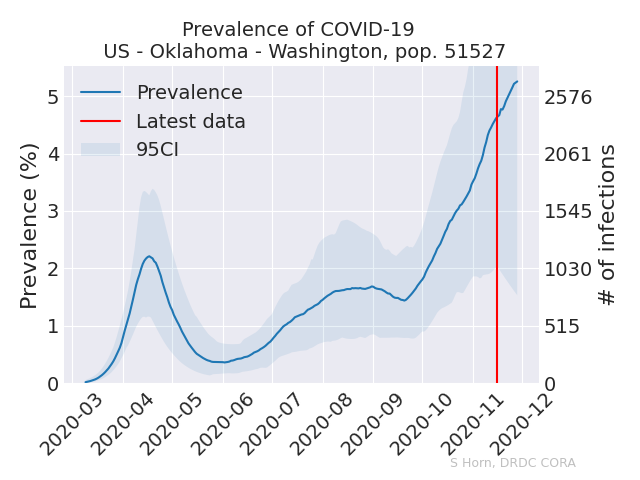 Prevalence of COVID-19
US - Oklahoma - Washington, pop. 51527
Prevalence
Latest data
95CI
Prevalence (%)
5
4
3
2
1
0
2576
2061
1545
1030
515
0
# of infections
2020-03
2020-04
2020-05
2020-06
2020-07
2020-08
2020-09
2020-10
2020-11
2020-12
S Horn, DRDC CORA